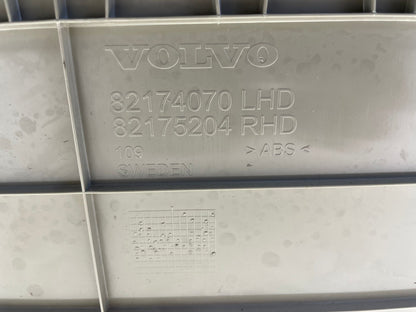 VOLVO
82174070 LHD
82175204 RHD
109 >ABS<
SWEDEN